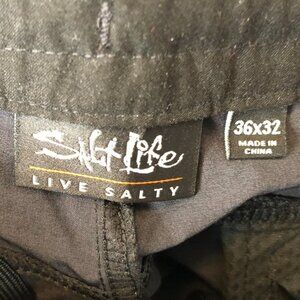 Salt Life
LIVE SALTY
36x32
MADE IN
CHINA